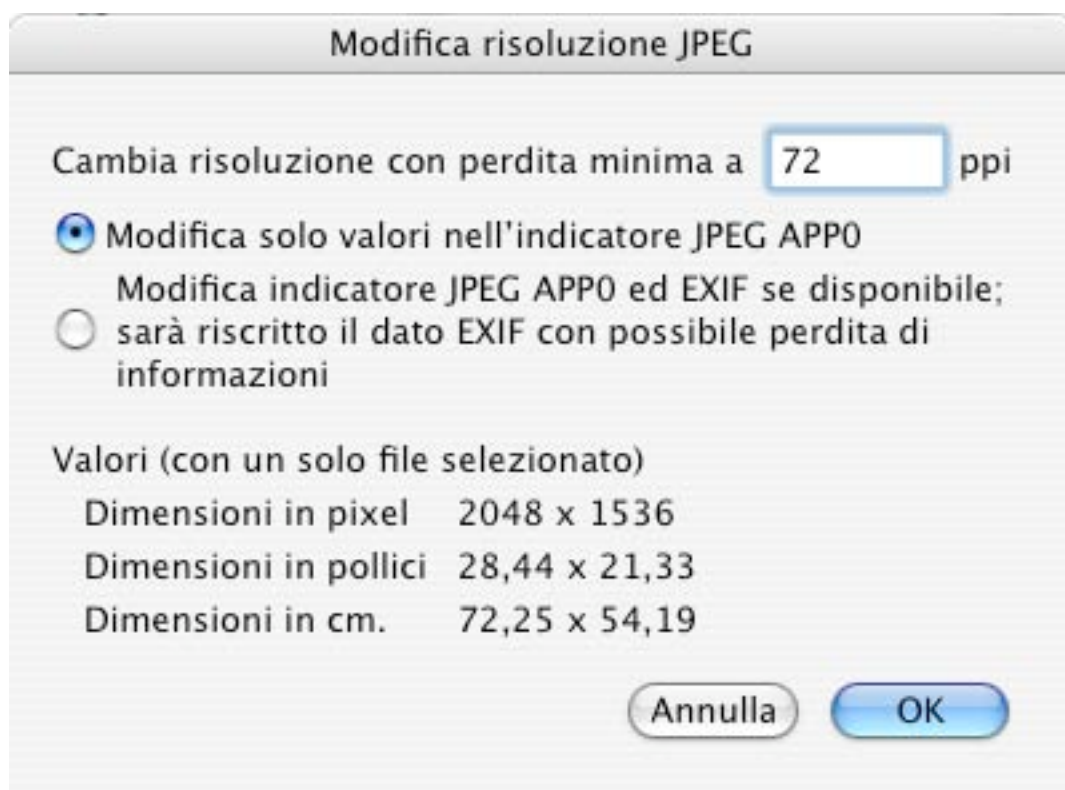 Modifica risoluzione JPEG
Cambia risoluzione con perdita minima a 72 ppi
Modifica solo valori nell'indicatore JPEG APP0
Modifica indicatore JPEG APP0 ed EXIF se disponibile;
sarà riscritto il dato EXIF con possibile perdita di
informazioni
Valori (con un solo file selezionato)
Dimensioni in pixel 2048 x 1536
Dimensioni in pollici 28,44 x 21,33
Dimensioni in cm. 72,25 x 54,19
Annulla OK